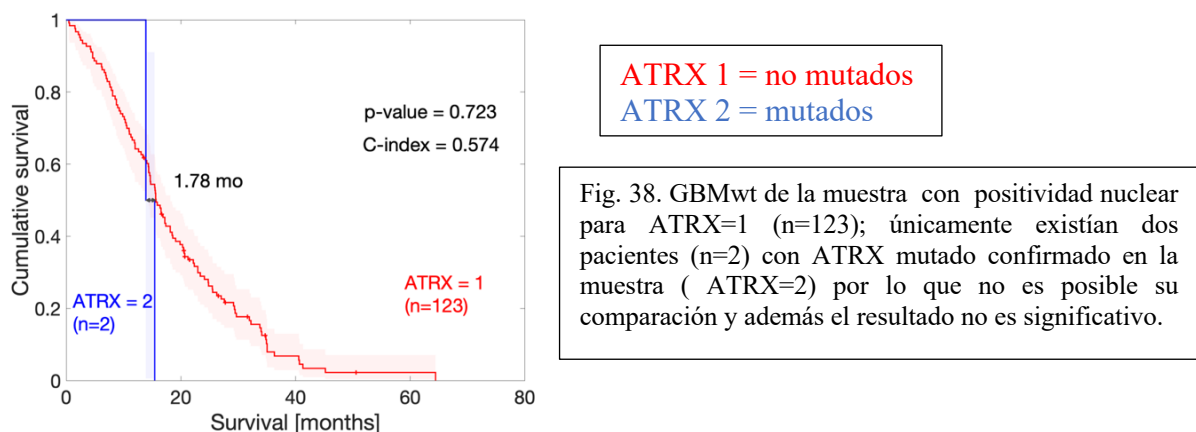 1
0.8
0.6
0.4
0.2
0
0
20
40
60
80
Cumulative survival
Survival [months]
p-value = 0.723
C-index = 0.574
1.78 mo
ATRX = 2
(n=2)
ATRX = 1
(n=123)
ATRX 1 = no mutados
ATRX 2 = mutados
Fig. 38. GBMwt de la muestra con positividad nuclear
para ATRX=1 (n=123); únicamente existían dos
pacientes (n=2) con ATRX mutado confirmado en la
muestra ( ATRX=2) por lo que no es posible su
comparación y además el resultado no es significativo.